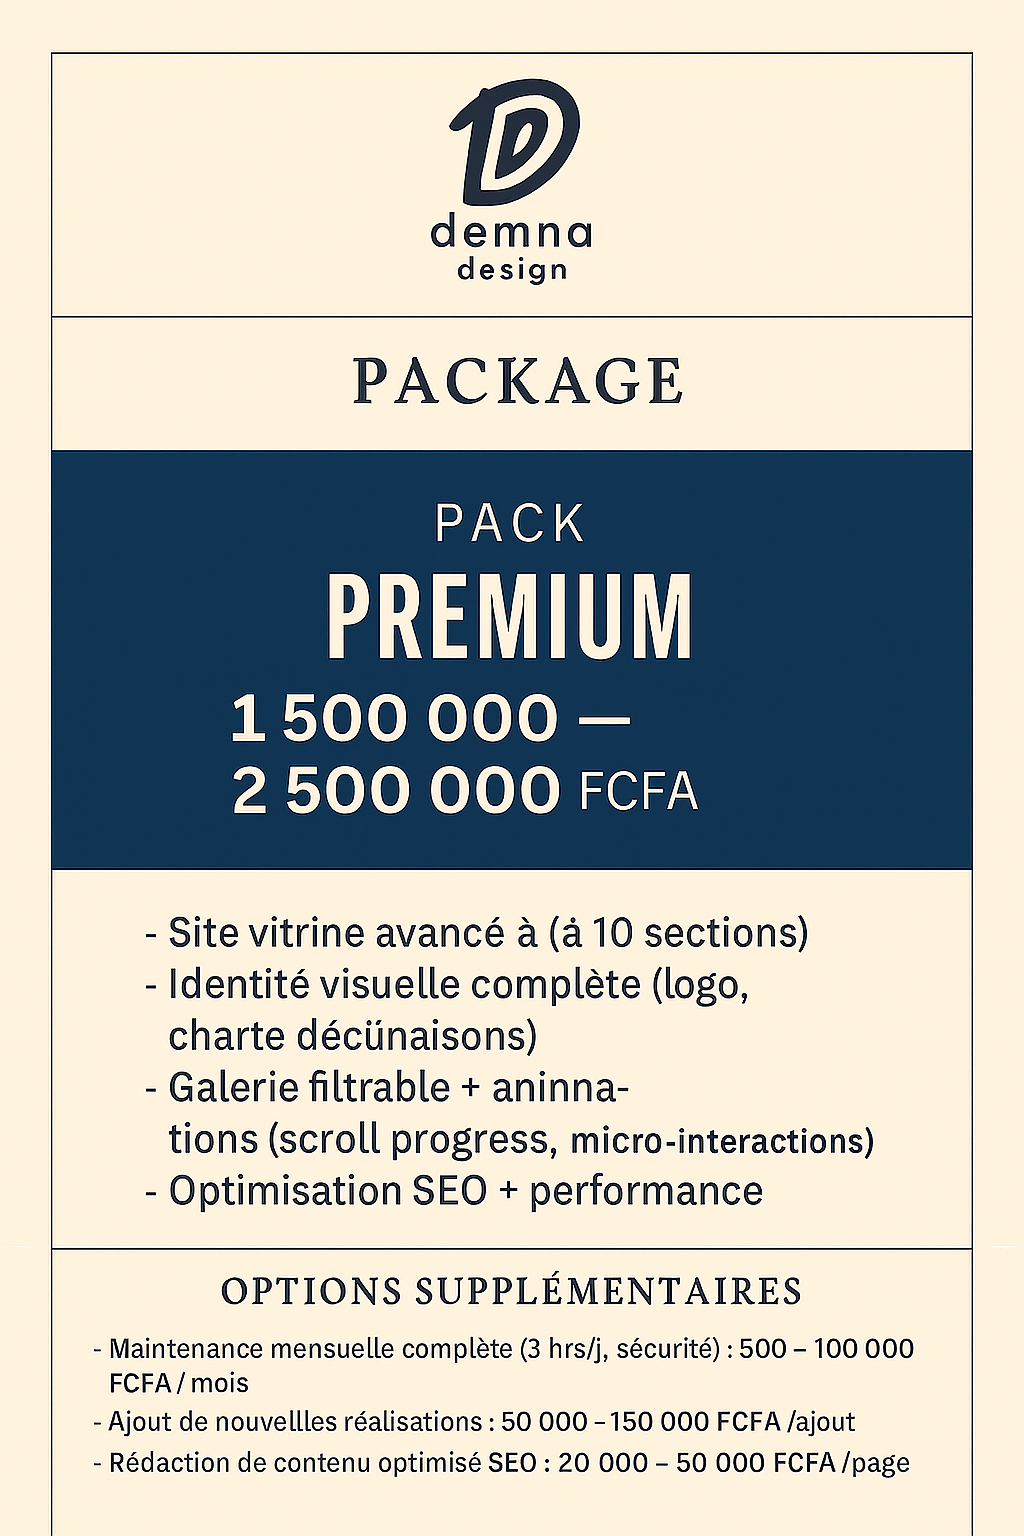 D
demna
design
PACKAGE
PACK
PREMIUM
1 500 000 —
2 500 000 FCFA
- Site vitrine avancé à (ȧ 10 sections)
- Identité visuelle complète (logo,
charte décünaisons)
- Galerie filtrable + aninna-
tions (scroll progress, micro-interactions)
- Optimisation SEO + performance
OPTIONS SUPPLÉMENTAIRES
- Maintenance mensuelle complète (3 hrs/j, sécurité) : 500 – 100 000
FCFA / mois
- Ajout de nouvellles réalisations : 50 000 – 150 000 FCFA /ajout
- Rédaction de contenu optimisé SEO : 20 000 – 50 000 FCFA /page